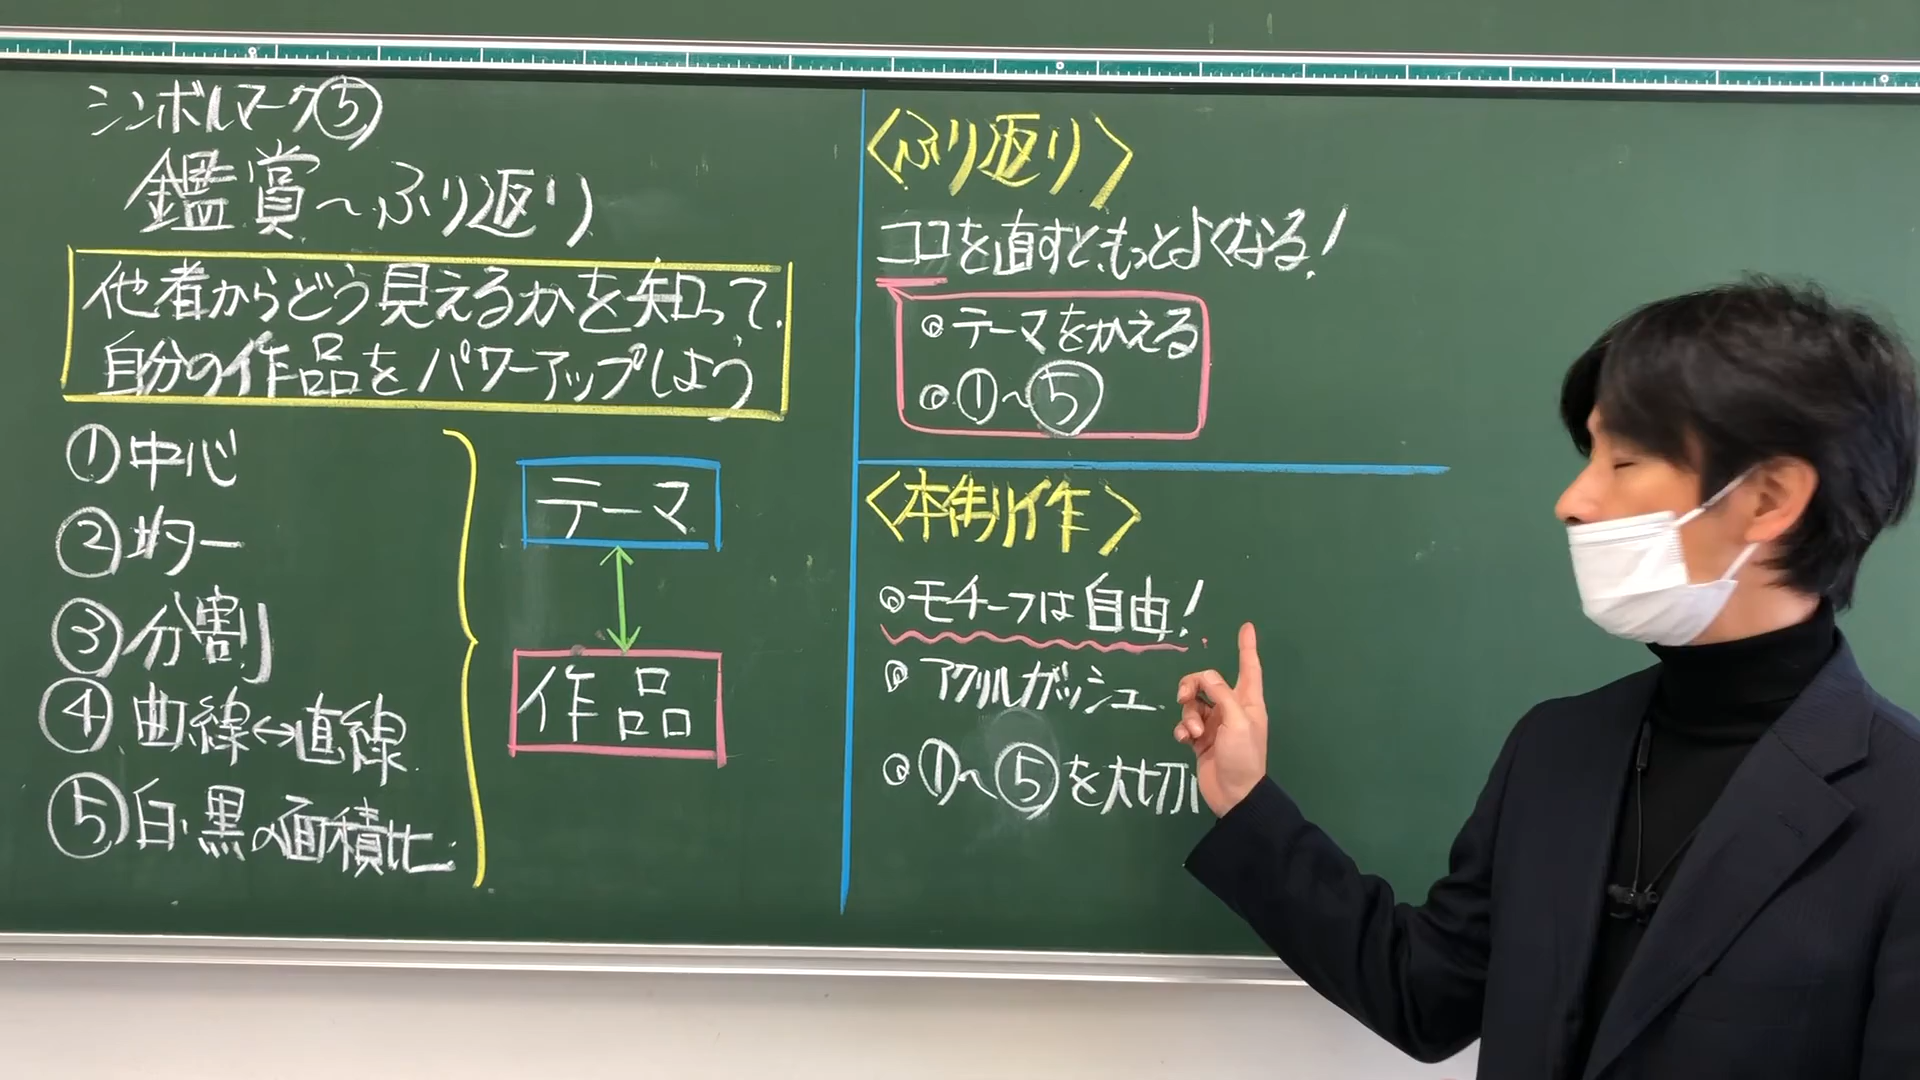 シンボルマーク⑤
鑑賞〜ふり返り
他者からどう見えるかを知って、
自分の作品をパワーアップしよう
①中心
②均一
③分割
④曲線↔直線
⑤白・黒の面積比
テーマ
作品
〈ふり返り〉
ココを直すと、もっとよくなる!
◎テーマをかえる
◎①〜⑤
〈本制作〉
◎モチーフは自由!
◎アクリルガッシュ
◎①〜⑤を大切